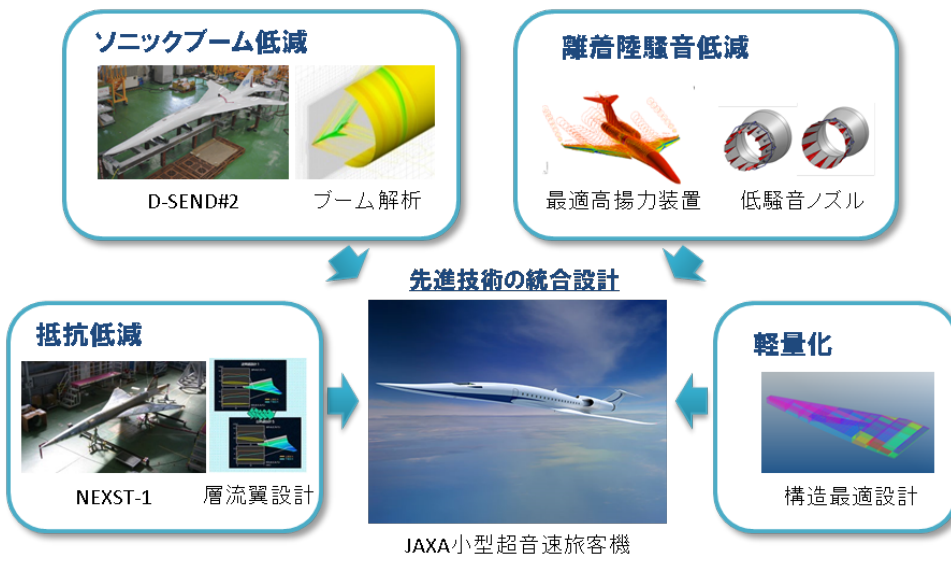 ソニックブーム低減
D-SEND#2
ブーム解析
離着陸騒音低減
最適高揚力装置
低騒音ノズル
先進技術の統合設計
抵抗低減
NEXST-1
層流翼設計
軽量化
構造最適設計
JAXA小型超音速旅客機